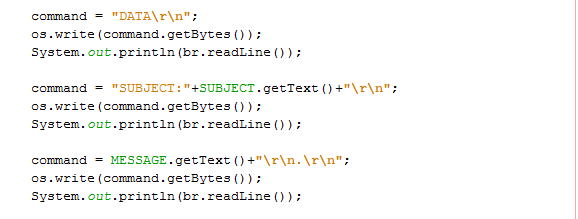 command = "DATA\r\n";
os.write(command.getBytes());
System.out.println(br.readLine());
command = "SUBJECT:"+SUBJECT.getText()+"\r\n";
os.write(command.getBytes());
System.out.println(br.readLine());
command = MESSAGE.getText()+"\r\n.\r\n";
os.write(command.getBytes());
System.out.println(br.readLine());